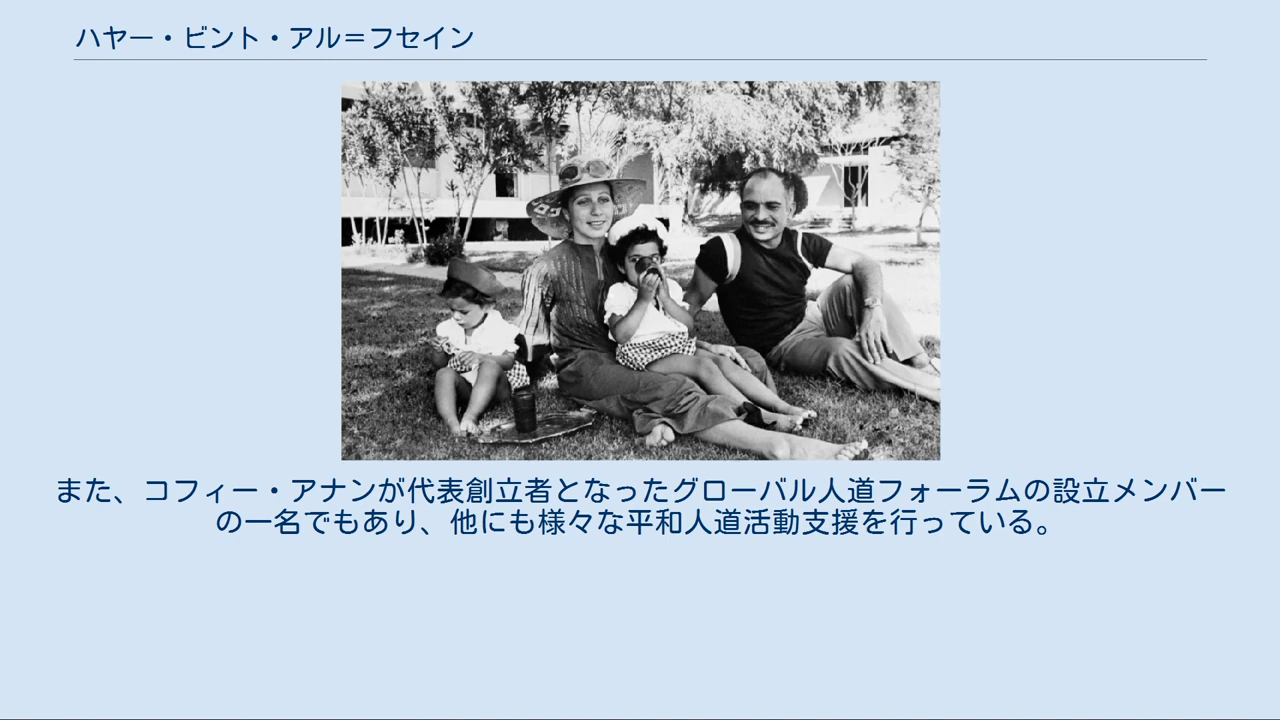 ハヤー・ビント・アル＝フセイン
また、コフィー・アナンが代表創立者となったグローバル人道フォーラムの設立メンバー
の一名でもあり、他にも様々な平和人道活動支援を行っている。